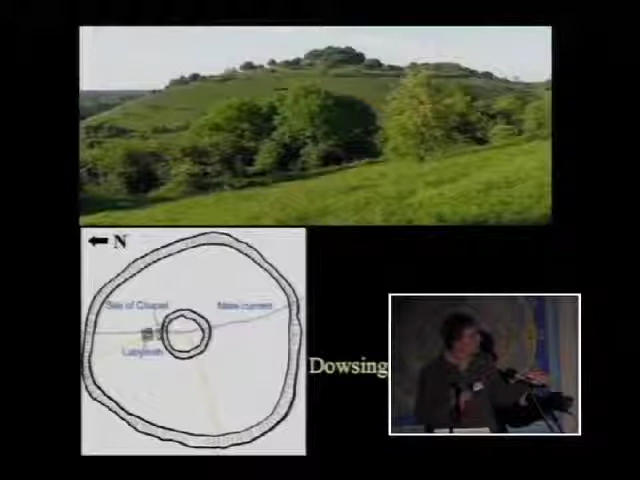 N
Site of Chapel
Male current
Labyrinth
Dowsing